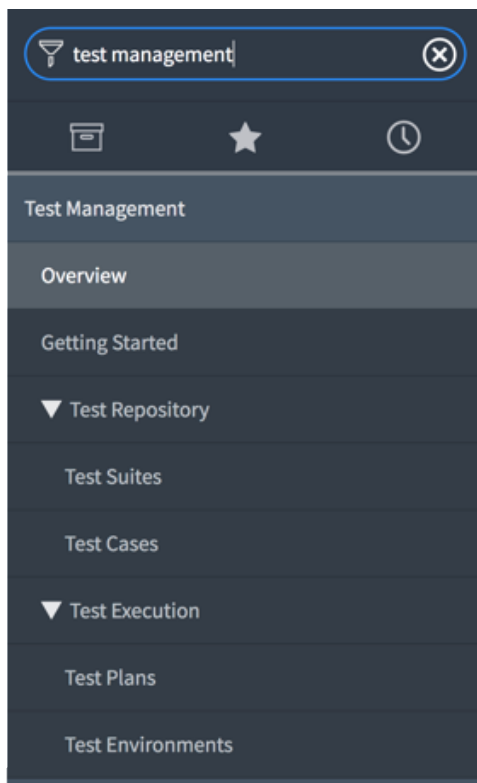 test management
Test Management
Overview
Getting Started
Test Repository
Test Suites
Test Cases
Test Execution
Test Plans
Test Environments